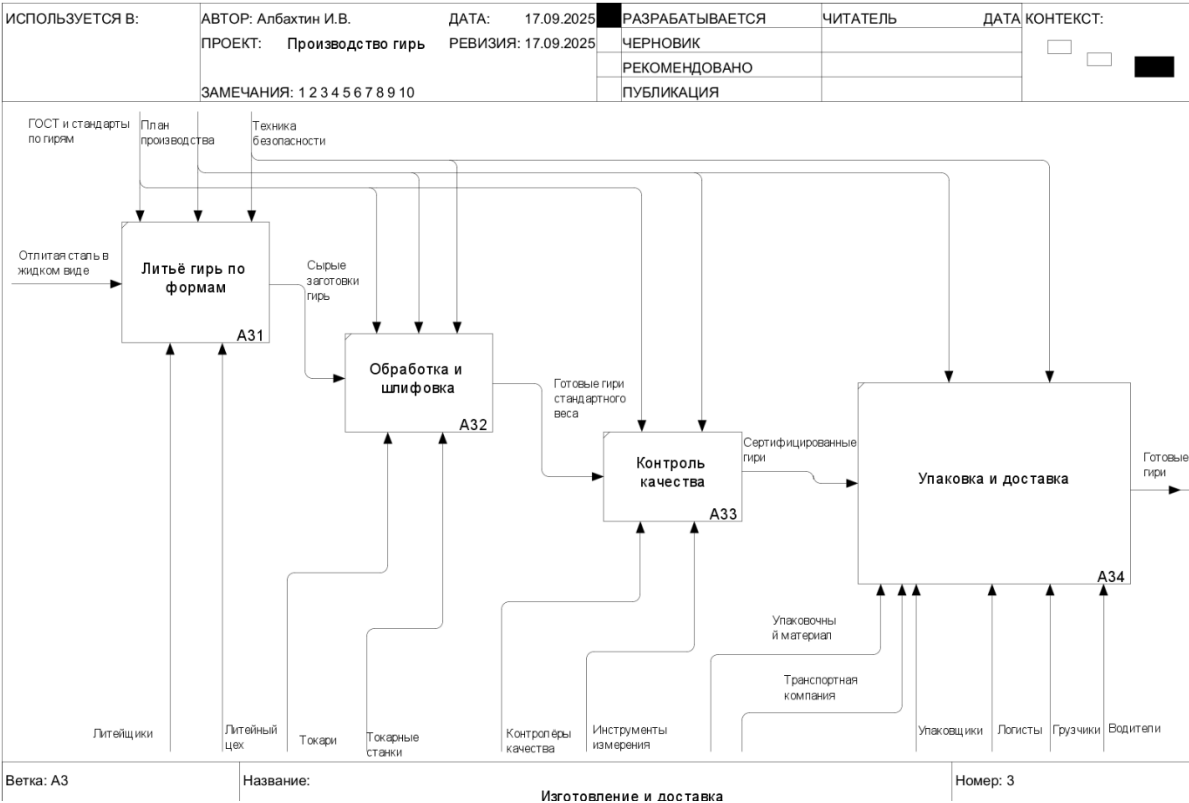 ИСПОЛЬЗУЕТСЯ В:
АВТОР: Албахтин И.В.
ДАТА: 17.09.2025
РАЗРАБАТЫВАЕТСЯ
ЧИТАТЕЛЬ
ДАТА
КОНТЕКСТ:
ПРОЕКТ: Производство гирь
РЕВИЗИЯ: 17.09.2025
ЧЕРНОВИК
РЕКОМЕНДОВАНО
ЗАМЕЧАНИЯ: 1 2 3 4 5 6 7 8 9 10
ПУБЛИКАЦИЯ
ГОСТ и стандарты
по гирям
План
производства
Техника
безопасности
Отлитая сталь в
жидком виде
Литьё гирь по
формам
A31
Сырые
заготовки
гирь
Обработка и
шлифовка
A32
Готовые гири
стандартного
веса
Контроль
качества
A33
Сертифицированные
гири
Упаковка и доставка
A34
Готовые
гири
Упаковочны
й материал
Транспортная
компания
Литейщики
Литейный
цех
Токари
Токарные
станки
Контролёры
качества
Инструменты
измерения
Упаковщики
Логисты
Грузчики
Водители
Ветка: A3
Название:
Изготовление и доставка
Номер: 3